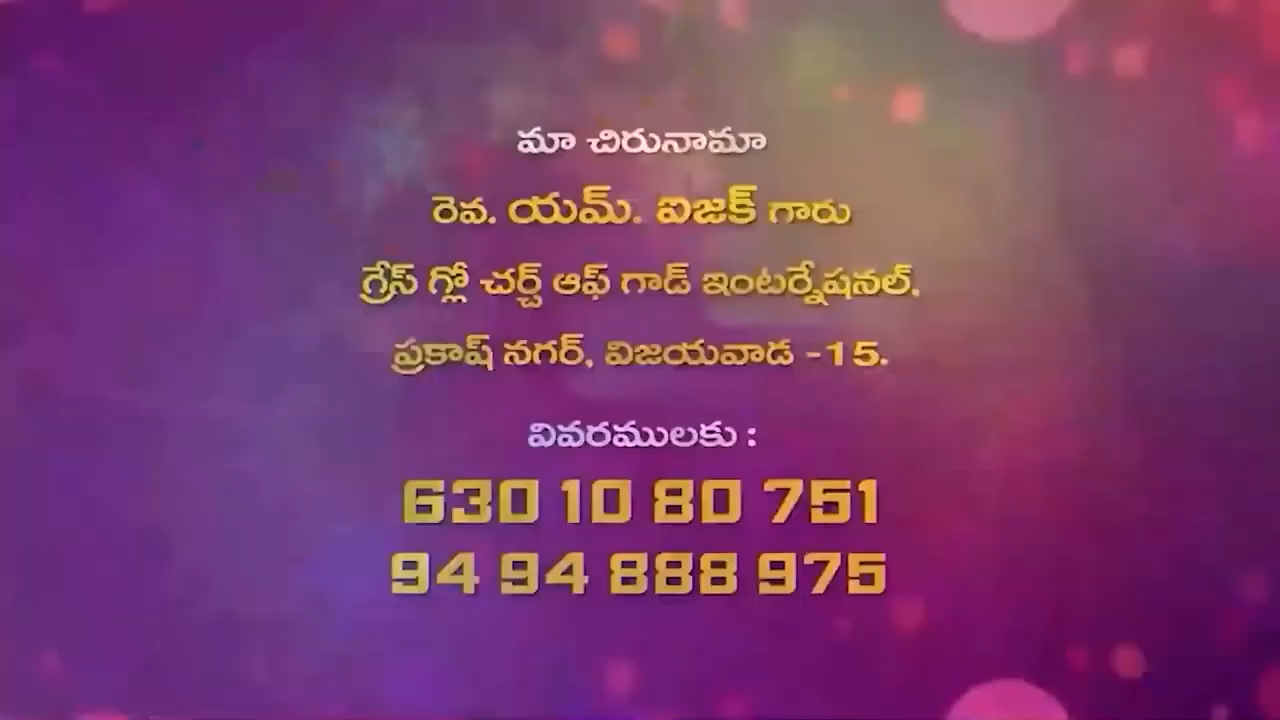 మా చిరునామా
రెవ. యమ్. ఐజక్ గారు
గ్రేస్ గ్లో చర్చ్ ఆఫ్ గాడ్ ఇంటర్నేషనల్,
ప్రకాష్ నగర్, విజయవాడ -15.
వివరములకు :
630 10 80 751
94 94 888 975